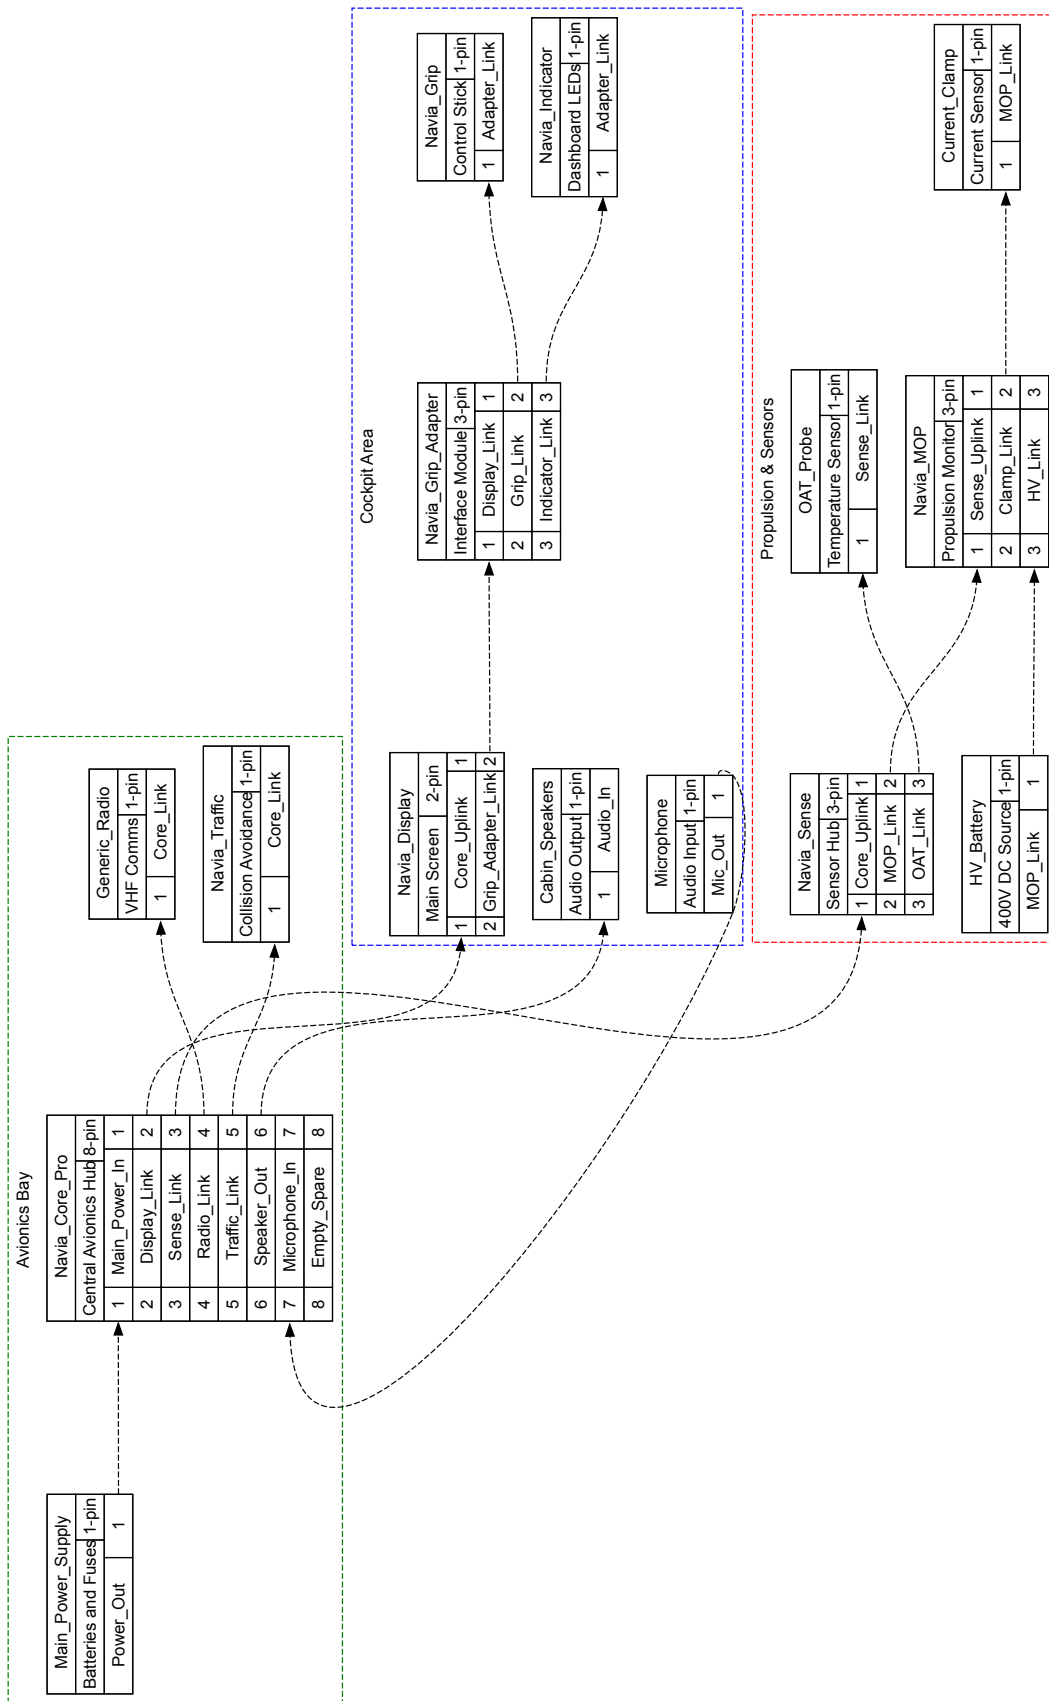 Avionics Bay
Main_Power_Supply
Batteries and Fuses 1-pin
Power_Out 1
Navia_Core_Pro
Central Avionics Hub 8-pin
1 Main_Power_In 1
2 Display_Link 2
3 Sense_Link 3
4 Radio_Link 4
5 Traffic_Link 5
6 Speaker_Out 6
7 Microphone_In 7
8 Empty_Spare 8
Generic_Radio
VHF Comms 1-pin
1 Core_Link
Navia_Traffic
Collision Avoidance 1-pin
1 Core_Link
Cockpit Area
Navia_Display
Main Screen 2-pin
1 Core_Uplink 1
2 Grip_Adapter_Link 2
Cabin_Speakers
Audio Output 1-pin
1 Audio_In
Microphone
Audio Input 1-pin
Mic_Out 1
Navia_Grip_Adapter
Interface Module 3-pin
1 Display_Link 1
2 Grip_Link 2
3 Indicator_Link 3
Navia_Grip
Control Stick 1-pin
1 Adapter_Link
Navia_Indicator
Dashboard LEDs 1-pin
1 Adapter_Link
Propulsion & Sensors
Navia_Sense
Sensor Hub 3-pin
1 Core_Uplink 1
2 MOP_Link 2
3 OAT_Link 3
HV_Battery
400V DC Source 1-pin
MOP_Link 1
OAT_Probe
Temperature Sensor 1-pin
1 Sense_Link
Navia_MOP
Propulsion Monitor 3-pin
1 Sense_Uplink 1
2 Clamp_Link 2
3 HV_Link 3
Current_Clamp
Current Sensor 1-pin
1 MOP_Link